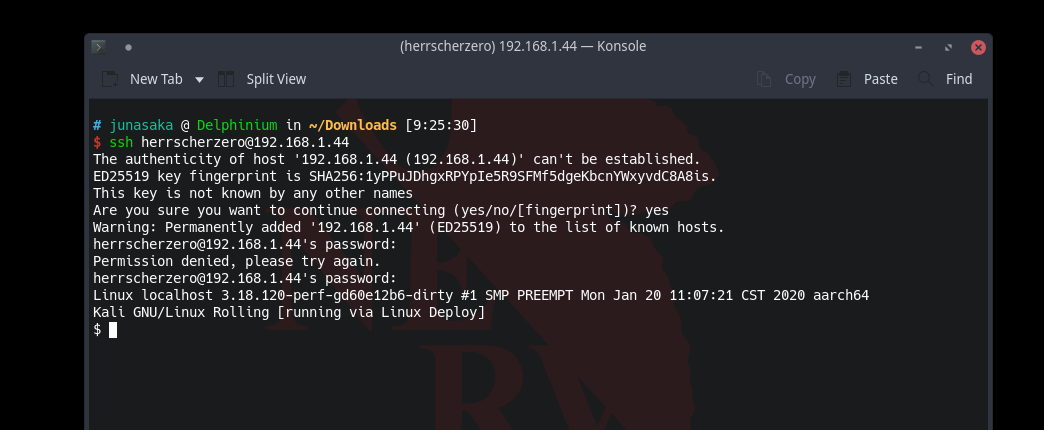 (herrscherzero) 192.168.1.44 — Konsole
New Tab Split View Copy Paste Find
# junasaka @ Delphinium in ~/Downloads [9:25:30]
$ ssh herrscherzero@192.168.1.44
The authenticity of host '192.168.1.44 (192.168.1.44)' can't be established.
ED25519 key fingerprint is SHA256:1yPPuJDhgxRPYpIe5R9SFMf5dgeKbcnYWxyvdC8A8is.
This key is not known by any other names
Are you sure you want to continue connecting (yes/no/[fingerprint])? yes
Warning: Permanently added '192.168.1.44' (ED25519) to the list of known hosts.
herrscherzero@192.168.1.44's password:
Permission denied, please try again.
herrscherzero@192.168.1.44's password:
Linux localhost 3.18.120-perf-gd60e12b6-dirty #1 SMP PREEMPT Mon Jan 20 11:07:21 CST 2020 aarch64
Kali GNU/Linux Rolling [running via Linux Deploy]
$
NE
RV